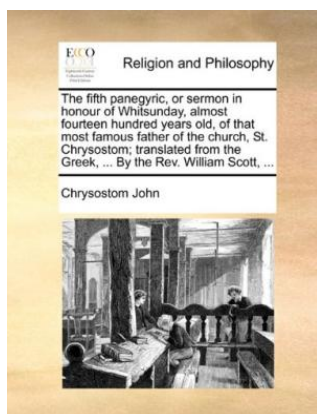 ECCO
Religion and Philosophy
The fifth panegyric, or sermon in
honour of Whitsunday, almost
fourteen hundred years old, of that
most famous father of the church, St.
Chrysostom; translated from the
Greek, ... By the Rev. William Scott, ...
Chrysostom John